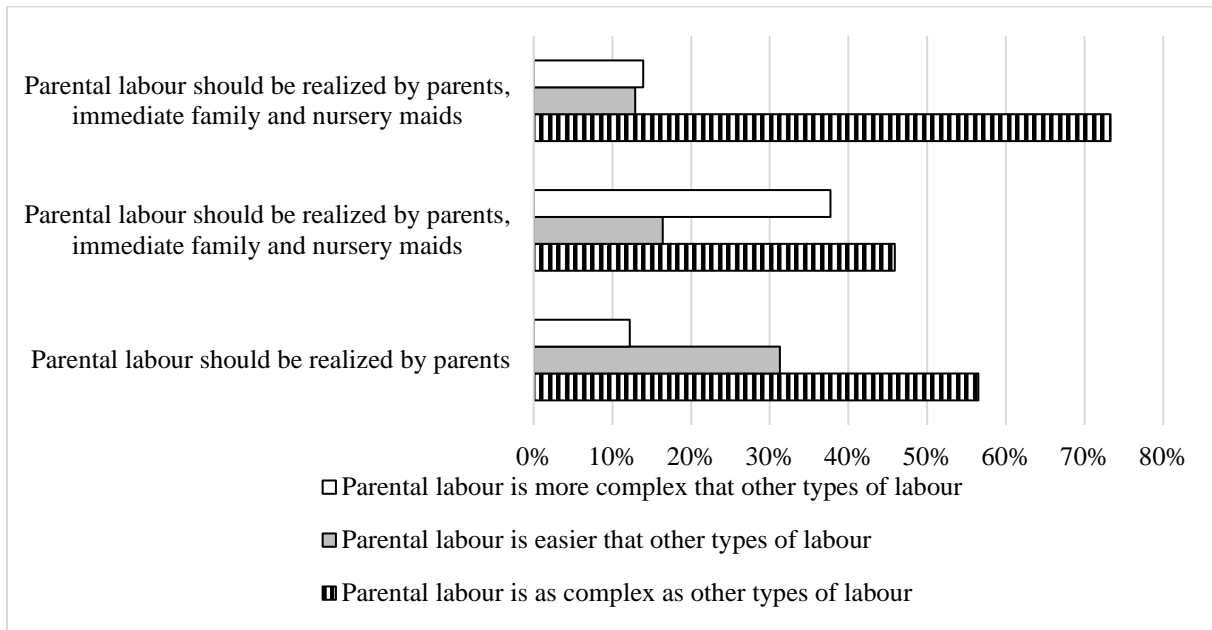 Parental labour should be realized by parents,
immediate family and nursery maids
Parental labour should be realized by parents,
immediate family and nursery maids
Parental labour should be realized by parents
0% 10% 20% 30% 40% 50% 60% 70% 80%
Parental labour is more complex that other types of labour
Parental labour is easier that other types of labour
Parental labour is as complex as other types of labour